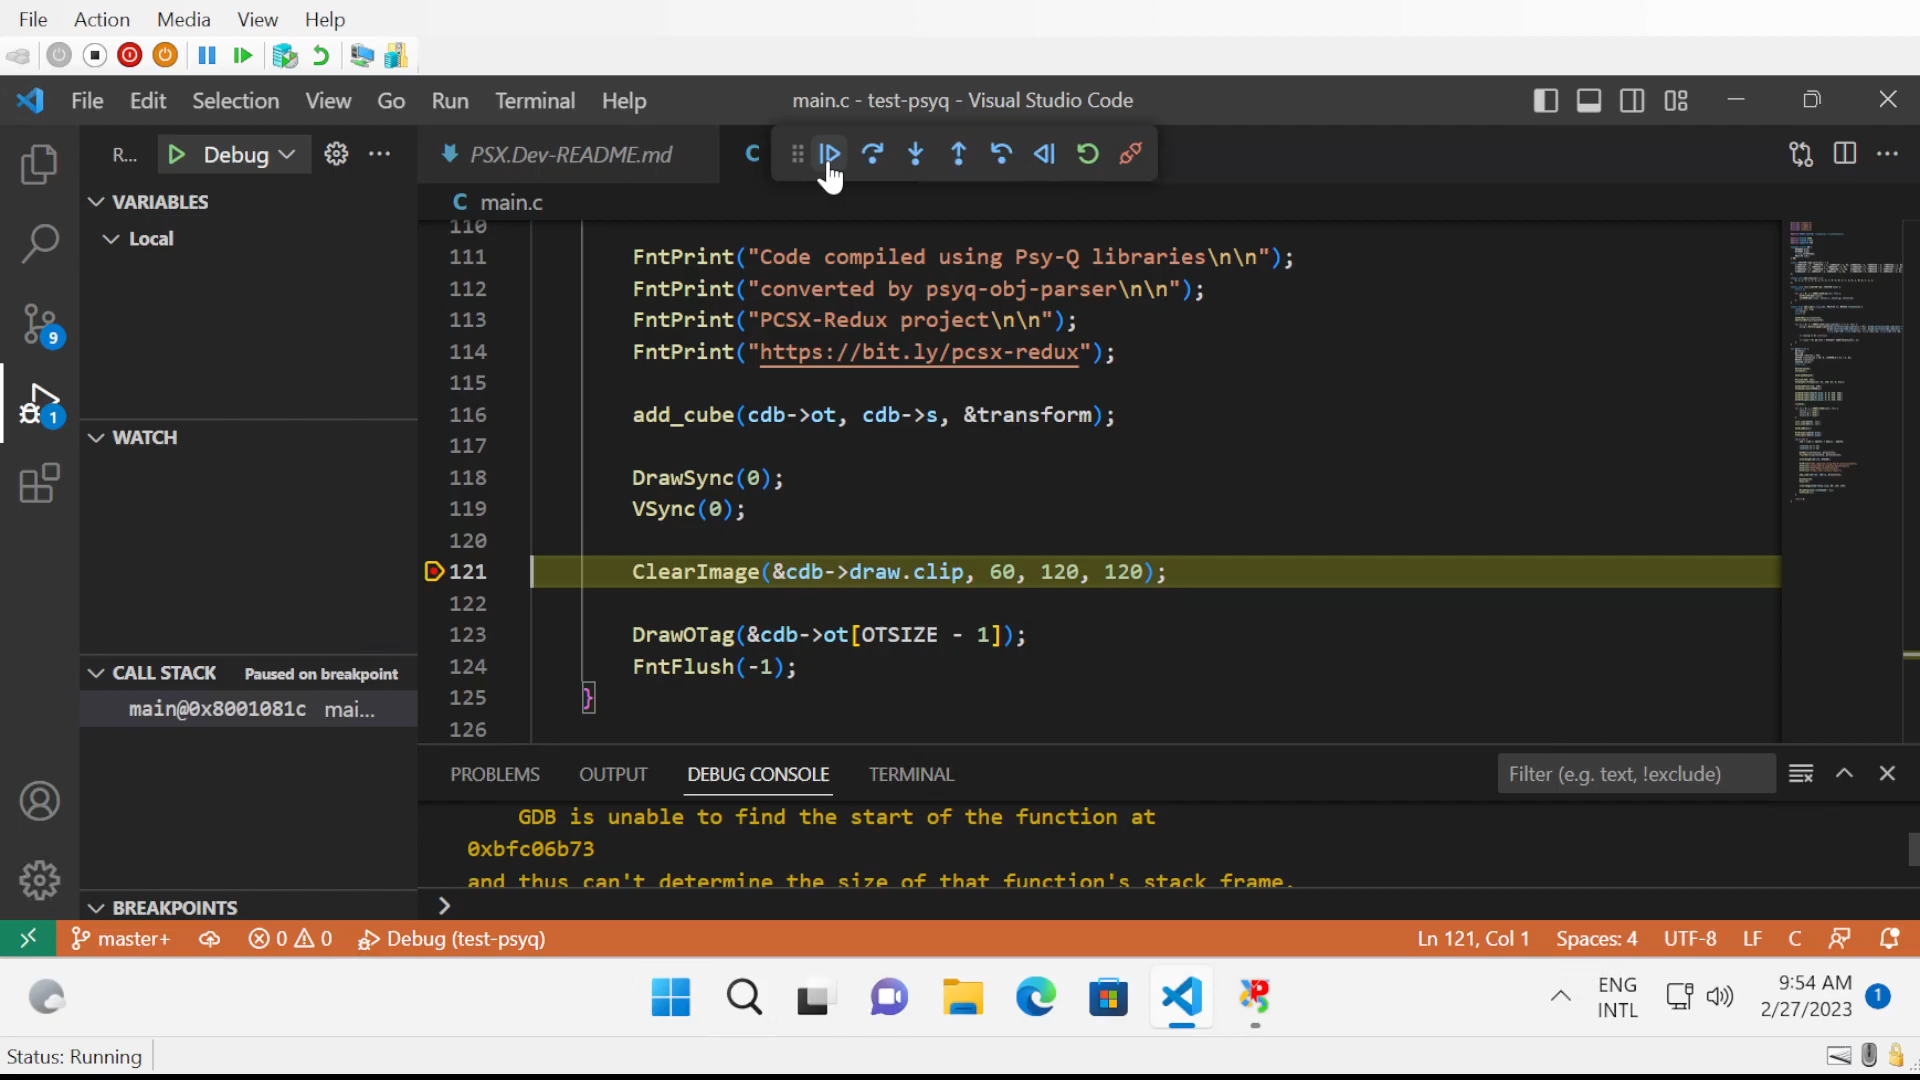 File Action Media View Help
File Edit Selection View Go Run Terminal Help main.c - test-psyq - Visual Studio Code
R... Debug PSX.Dev-README.md C
VARIABLES
C main.c
Local
110
111 FntPrint("Code compiled using Psy-Q libraries\n\n");
112 FntPrint("converted by psyq-obj-parser\n\n");
113 FntPrint("PCSX-Redux project\n\n");
114 FntPrint("https://bit.ly/pcsx-redux");
115
116 add_cube(cdb->ot, cdb->s, &transform);
117
WATCH
118 DrawSync(0);
119 VSync(0);
120
121 ClearImage(&cdb->draw.clip, 60, 120, 120);
122
123 DrawOTag(&cdb->ot[OTSIZE - 1]);
124 FntFlush(-1);
125 }
126
CALL STACK Paused on breakpoint
main@0x8001081c mai...
PROBLEMS OUTPUT DEBUG CONSOLE TERMINAL Filter (e.g. text, !exclude)
GDB is unable to find the start of the function at
0xbfc06b73
and thus can't determine the size of that function's stack frame.
BREAKPOINTS
9
1
master+ 0 0 Debug (test-psyq) Ln 121, Col 1 Spaces: 4 UTF-8 LF C
ENG
INTL
9:54 AM
2/27/2023
1
Status: Running